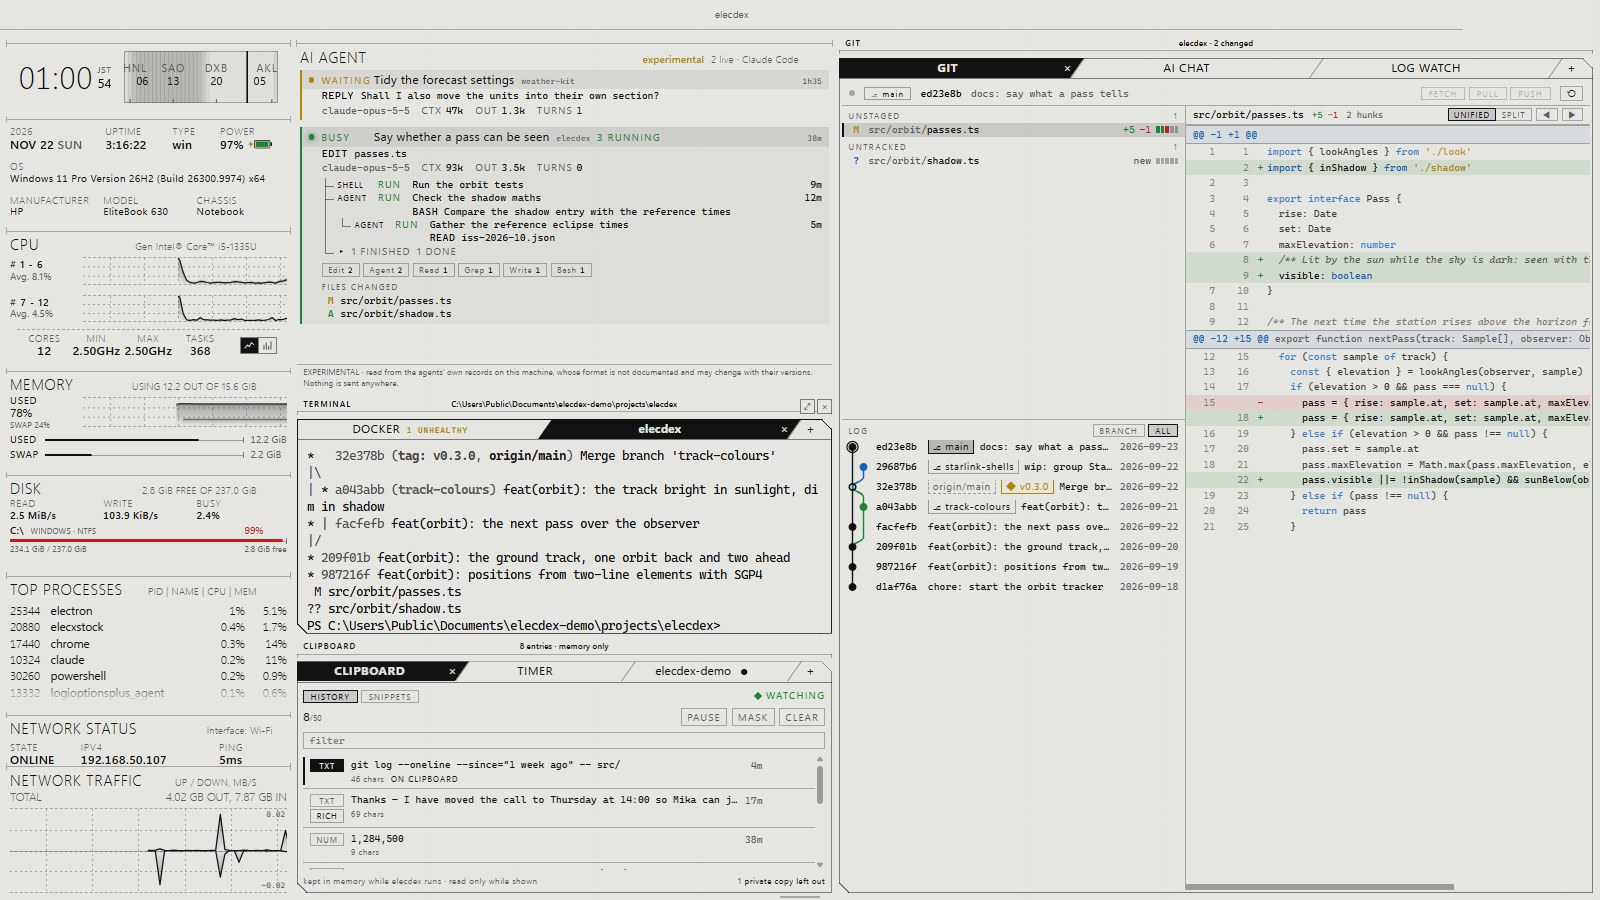 elecdex
01:00 JST 54
HNL 06 SAO 13 DXB 20 AKL 05
2026 UPTIME TYPE POWER
NOV 22 SUN 3:16:22 win 97%
OS
Windows 11 Pro Version 26H2 (Build 26300.9974) x64
MANUFACTURER MODEL CHASSIS
HP EliteBook 630 Notebook
CPU Gen Intel® Core™ i5-1335U
# 1 - 6
Avg. 8.1%
# 7 - 12
Avg. 4.5%
CORES MIN MAX TASKS
12 2.50GHz 2.50GHz 368
MEMORY USING 12.2 OUT OF 15.6 GIB
USED
78%
SWAP 24%
USED 12.2 GiB
SWAP 2.2 GiB
DISK 2.8 GIB FREE OF 237.0 GIB
READ WRITE BUSY
2.5 MiB/s 103.9 KiB/s 2.4%
C:\ WINDOWS · NTFS 99%
234.1 GiB / 237.0 GiB 2.8 GiB free
TOP PROCESSES PID | NAME | CPU | MEM
25344 electron 1% 5.1%
20880 elecxstock 0.4% 1.7%
17440 chrome 0.3% 14%
10324 claude 0.2% 11%
30260 powershell 0.2% 0.9%
13332 logioptionsplus_agent 0.1% 0.6%
NETWORK STATUS Interface: Wi-Fi
STATE IPV4 PING
ONLINE 192.168.50.107 5ms
NETWORK TRAFFIC UP / DOWN, MB/S
TOTAL 4.02 GB OUT, 7.87 GB IN
0.02
-0.02
AI AGENT experimental 2 live · Claude Code
WAITING Tidy the forecast settings weather-kit 1h35
REPLY Shall I also move the units into their own section?
claude-opus-5-5 CTX 47k OUT 1.3k TURNS 1
BUSY Say whether a pass can be seen elecdex 3 RUNNING 38m
EDIT passes.ts
claude-opus-5-5 CTX 93k OUT 3.5k TURNS 0
SHELL RUN Run the orbit tests 9m
AGENT RUN Check the shadow maths 12m
BASH Compare the shadow entry with the reference times
AGENT RUN Gather the reference eclipse times 5m
READ iss-2026-10.json
▸ 1 FINISHED 1 DONE
Edit 2 Agent 2 Read 1 Grep 1 Write 1 Bash 1
FILES CHANGED
M src/orbit/passes.ts
A src/orbit/shadow.ts
EXPERIMENTAL · read from the agents' own records on this machine, whose format is not documented and may change with their versions.
Nothing is sent anywhere.
TERMINAL C:\Users\Public\Documents\elecdex-demo\projects\elecdex ×
DOCKER 1 UNHEALTHY elecdex × +
* 32e378b (tag: v0.3.0, origin/main) Merge branch 'track-colours'
|\
| * a043abb (track-colours) feat(orbit): the track bright in sunlight, di
m in shadow
* | facfefb feat(orbit): the next pass over the observer
|/
* 209f01b feat(orbit): the ground track, one orbit back and two ahead
* 987216f feat(orbit): positions from two-line elements with SGP4
 M src/orbit/passes.ts
?? src/orbit/shadow.ts
PS C:\Users\Public\Documents\elecdex-demo\projects\elecdex>
CLIPBOARD 8 entries · memory only
CLIPBOARD × TIMER elecdex-demo ● +
HISTORY SNIPPETS ◆ WATCHING
8/50 PAUSE MASK CLEAR
filter
TXT git log --oneline --since="1 week ago" -- src/ 4m
46 chars ON CLIPBOARD
TXT Thanks — I have moved the call to Thursday at 14:00 so Mika can j… 17m
RICH 69 chars
NUM 1,284,500 38m
9 chars
kept in memory while elecdex runs · read only while shown 1 private copy left out
GIT elecdex · 2 changed
GIT × AI CHAT LOG WATCH +
main ed23e8b docs: say what a pass tells FETCH PULL PUSH
UNSTAGED 1
M src/orbit/passes.ts +5 −1
UNTRACKED 1
? src/orbit/shadow.ts new
LOG BRANCH ALL
ed23e8b main docs: say what a pass… 2026-09-23
29687b6 starlink-shells wip: group Sta… 2026-09-22
32e378b origin/main ◆ v0.3.0 Merge br… 2026-09-22
a043abb track-colours feat(orbit): t… 2026-09-21
facfefb feat(orbit): the next pass ove… 2026-09-22
209f01b feat(orbit): the ground track,… 2026-09-20
987216f feat(orbit): positions from tw… 2026-09-19
d1af76a chore: start the orbit tracker 2026-09-18
src/orbit/passes.ts +5 −1 2 hunks UNIFIED SPLIT ◀ ▶
@@ −1 +1 @@
1 1 import { lookAngles } from './look'
2 + import { inShadow } from './shadow'
2 3
3 4 export interface Pass {
4 5 rise: Date
5 6 set: Date
6 7 maxElevation: number
8 + /** Lit by the sun while the sky is dark: seen with t
9 + visible: boolean
7 10 }
8 11
9 12 /** The next time the station rises above the horizon f
@@ −12 +15 @@ export function nextPass(track: Sample[], observer: Ob
12 15 for (const sample of track) {
13 16 const { elevation } = lookAngles(observer, sample)
14 17 if (elevation > 0 && pass === null) {
15 − pass = { rise: sample.at, set: sample.at, maxElev
18 + pass = { rise: sample.at, set: sample.at, maxElev
16 19 } else if (elevation > 0 && pass !== null) {
17 20 pass.set = sample.at
18 21 pass.maxElevation = Math.max(pass.maxElevation, e
22 + pass.visible ||= !inShadow(sample) && sunBelow(ob
19 23 } else if (pass !== null) {
20 24 return pass
21 25 }